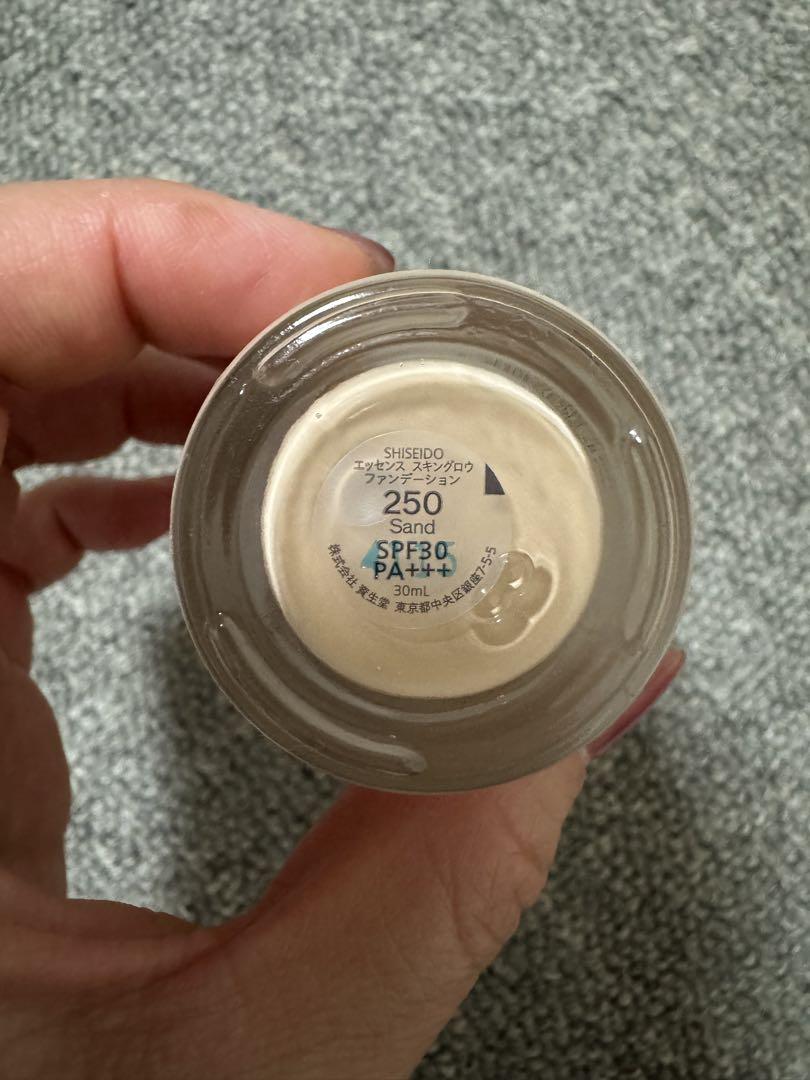 SHISEIDO
エッセンス スキングロウ
ファンデーション
250
Sand
SPF30
PA+++
30mL
株式会社 資生堂 東京都中央区銀座7-5-5